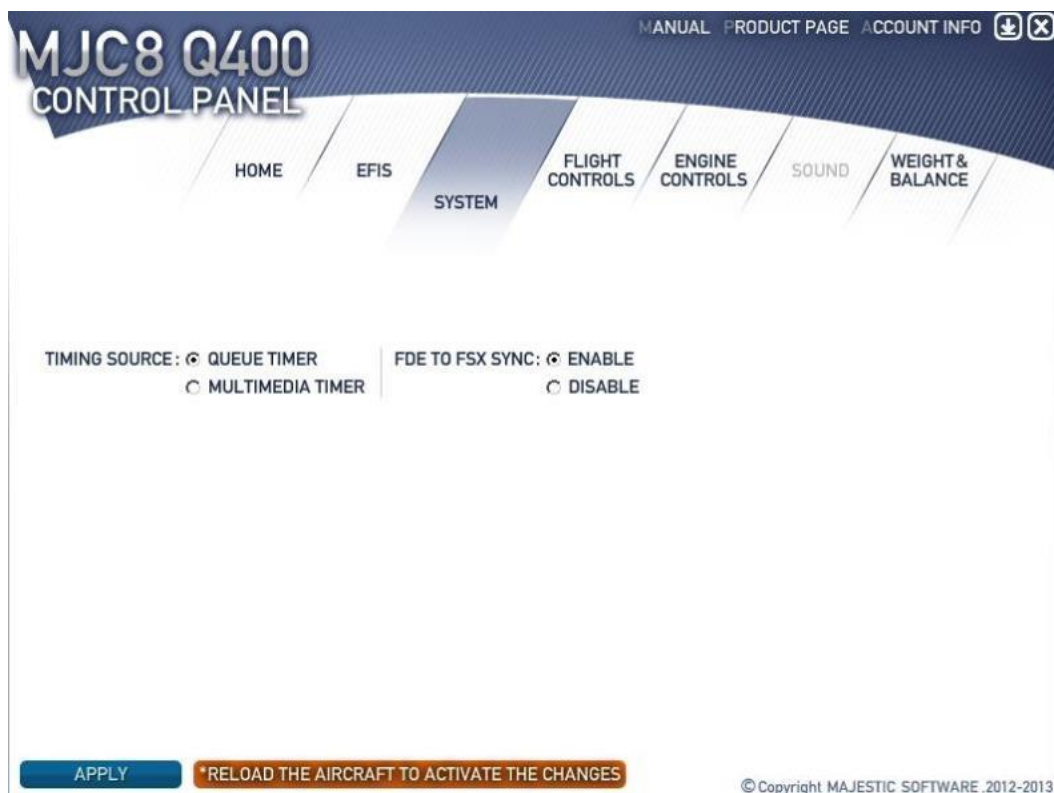 MANUAL PRODUCT PAGE ACCOUNT INFO
MJC8 Q400
CONTROL PANEL
HOME
EFIS
SYSTEM
FLIGHT
CONTROLS
ENGINE
CONTROLS
SOUND
WEIGHT &
BALANCE
TIMING SOURCE: QUEUE TIMER
MULTIMEDIA TIMER
FDE TO FSX SYNC: ENABLE
DISABLE
APPLY
*RELOAD THE AIRCRAFT TO ACTIVATE THE CHANGES
© Copyright MAJESTIC SOFTWARE .2012-2013